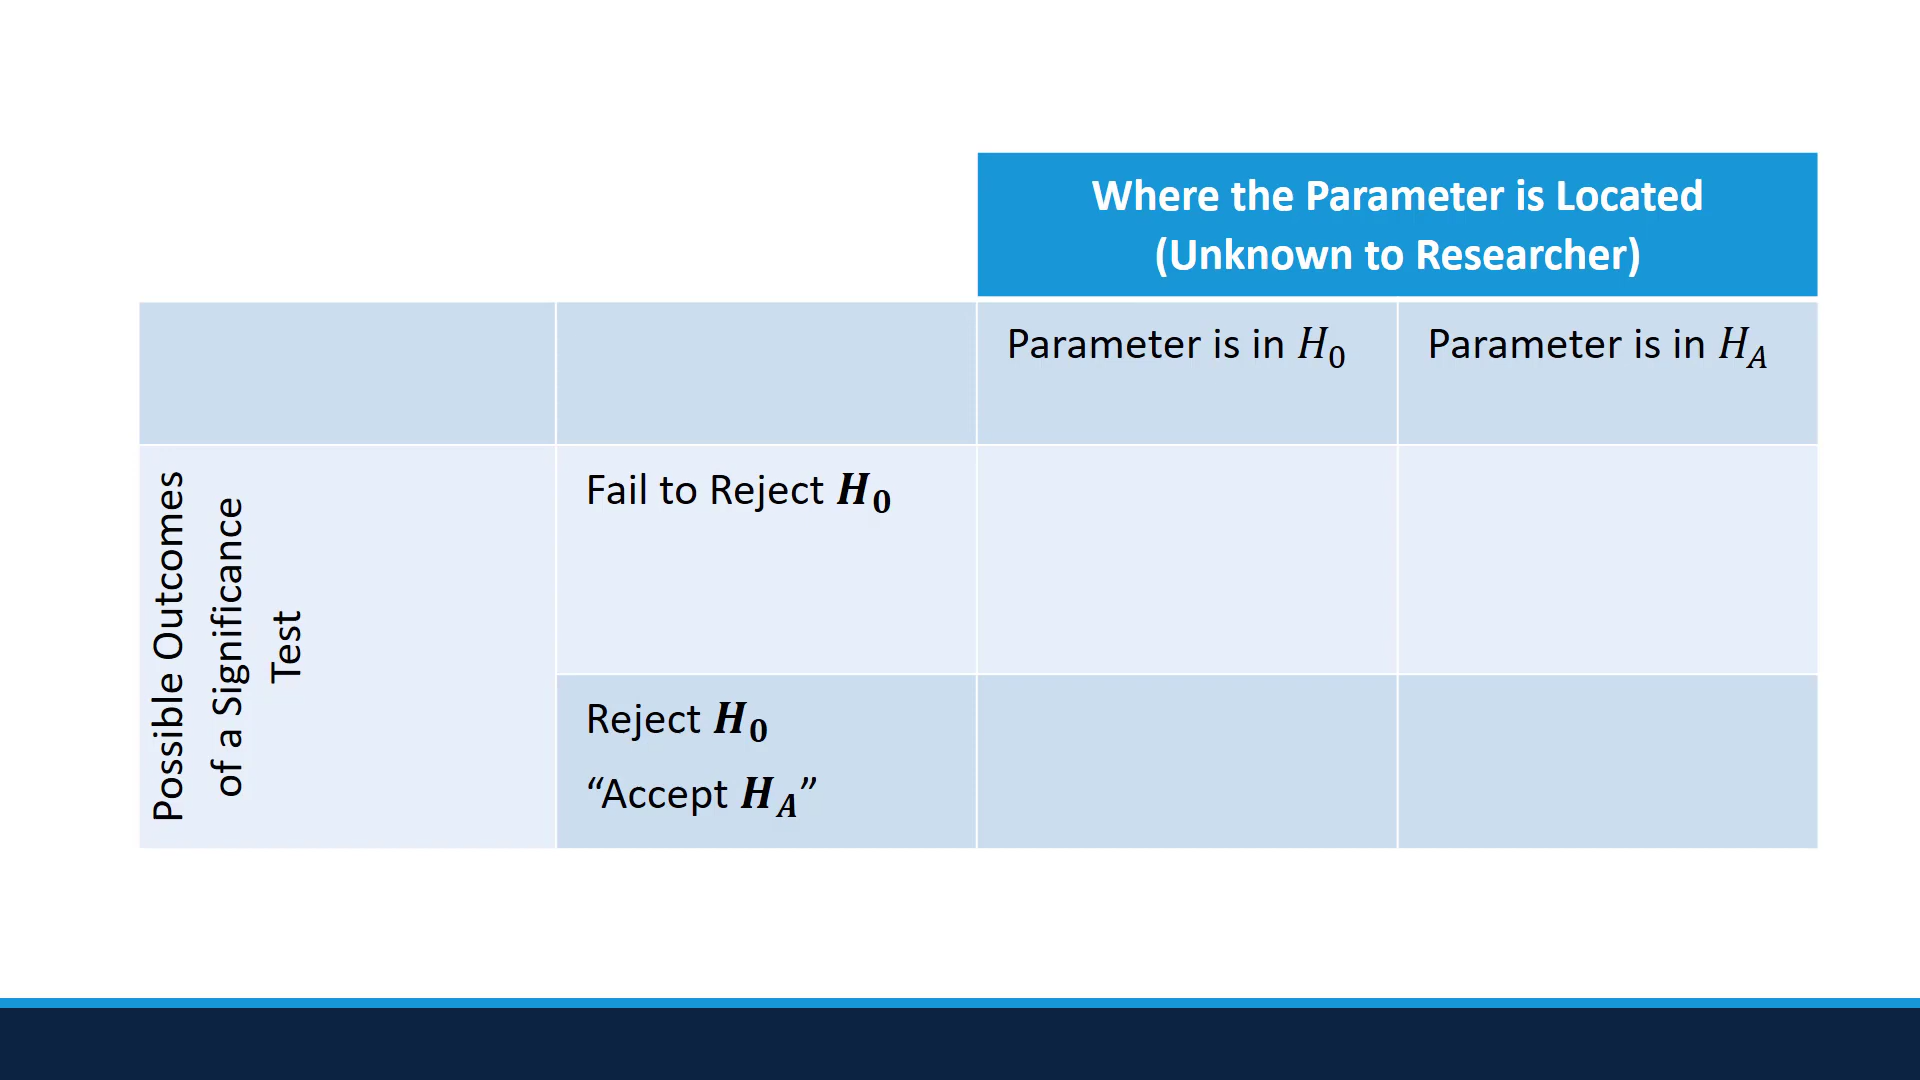 Where the Parameter is Located
(Unknown to Researcher)
Parameter is in H₀
Parameter is in H_A
Possible Outcomes
of a Significance
Test
Fail to Reject H₀
Reject H₀
“Accept H_A”